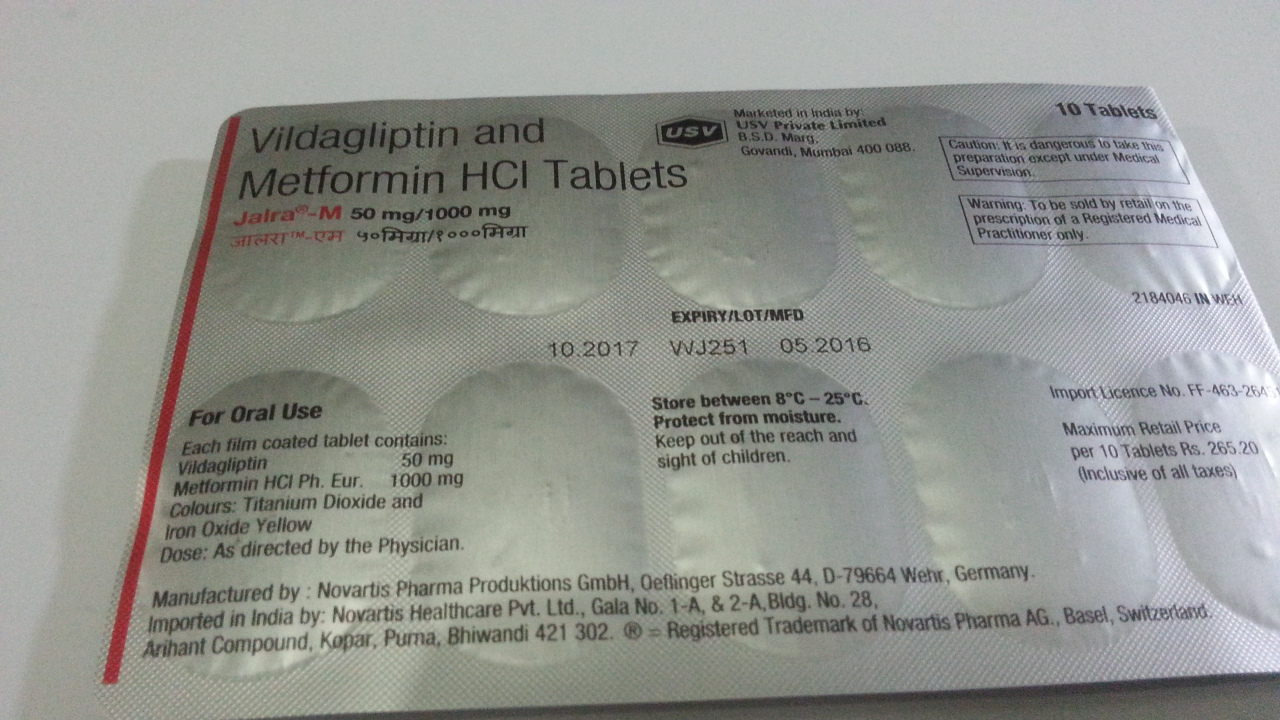 Vildagliptin and
Metformin HCl Tablets
Jalra®-M 50 mg/1000 mg
जालरा™-एम ५०मिग्रा/१०००मिग्रा
USV
Marketed in India by:
USV Private Limited
B.S.D. Marg,
Govandi, Mumbai 400 088.
10 Tablets
Caution: It is dangerous to take this
preparation except under Medical
Supervision.
Warning: To be sold by retail on the
prescription of a Registered Medical
Practitioner only.
2184046 IN WEH
EXPIRY/LOT/MFD
10.2017 WJ251 05.2016
For Oral Use
Each film coated tablet contains:
Vildagliptin 50 mg
Metformin HCl Ph. Eur. 1000 mg
Colours: Titanium Dioxide and
Iron Oxide Yellow
Dose: As directed by the Physician.
Store between 8°C – 25°C.
Protect from moisture.
Keep out of the reach and
sight of children.
Import Licence No. FF-463-264
Maximum Retail Price
per 10 Tablets Rs. 265.20
(Inclusive of all taxes)
Manufactured by : Novartis Pharma Produktions GmbH, Oeflinger Strasse 44, D-79664 Wehr, Germany.
Imported in India by: Novartis Healthcare Pvt. Ltd., Gala No. 1-A, & 2-A,Bldg. No. 28,
Arihant Compound, Kopar, Purna, Bhiwandi 421 302. ® = Registered Trademark of Novartis Pharma AG., Basel, Switzerland.